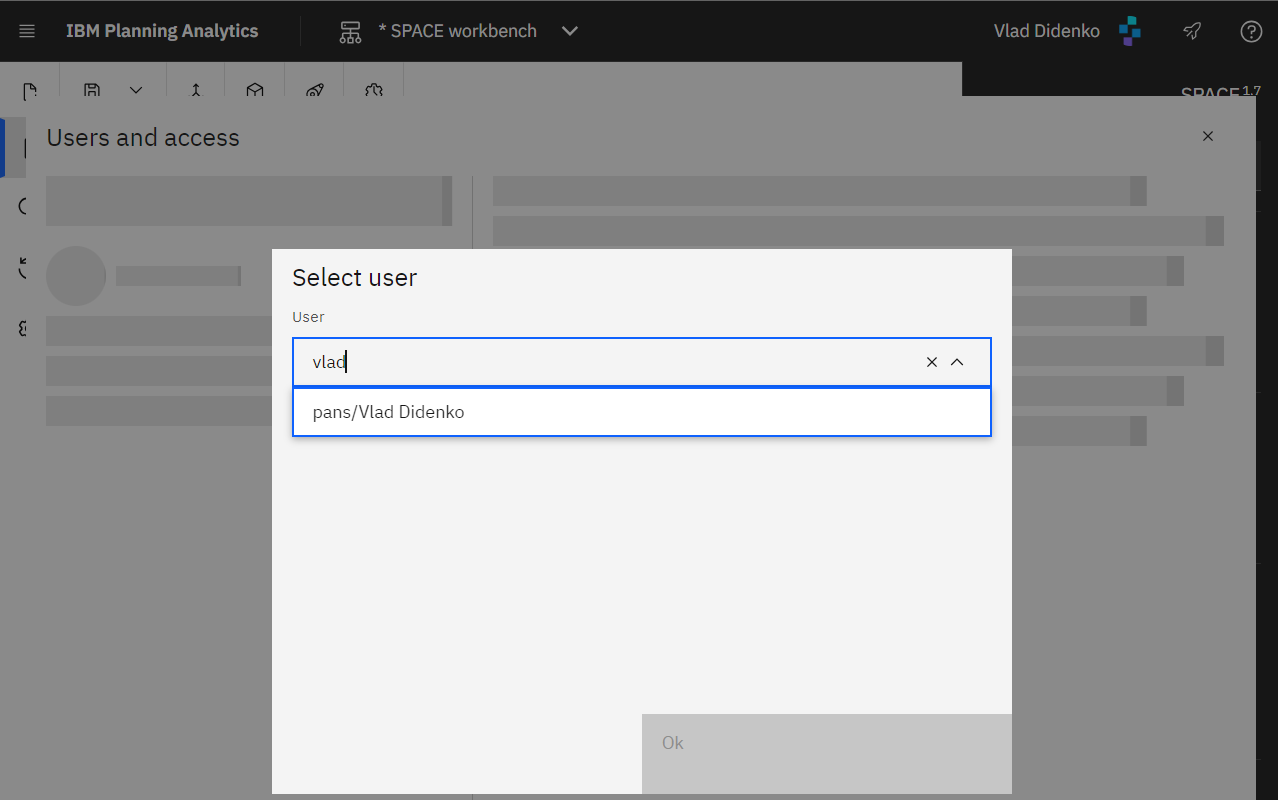 IBM Planning Analytics
* SPACE workbench
Vlad Didenko
SPACE 1.7
Users and access
Select user
User
vlad
pans/Vlad Didenko
Ok